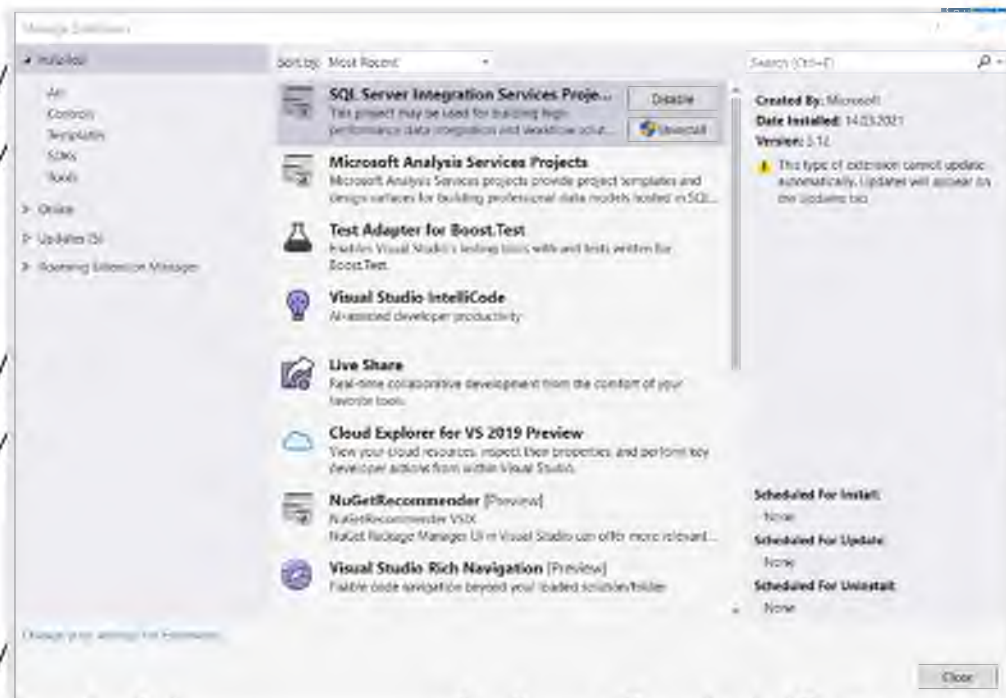 Manage Extensions
Installed
All
Controls
Templates
SDKs
Tools
Online
Updates (5)
Roaming Extension Manager
Change your settings for Extensions
Sort by: Most Recent
SQL Server Integration Services Proje...
This project may be used for building high
performance data integration and workflow solut...
Disable
Uninstall
Microsoft Analysis Services Projects
Microsoft Analysis Services projects provide project templates and
design surfaces for building professional data models hosted in SQL...
Test Adapter for Boost.Test
Enables Visual Studio's testing tools with unit tests written for
Boost.Test.
Visual Studio IntelliCode
AI-assisted developer productivity
Live Share
Real-time collaborative development from the comfort of your
favorite tools.
Cloud Explorer for VS 2019 Preview
View your cloud resources, inspect their properties, and perform key
developer actions from within Visual Studio.
NuGetRecommender [Preview]
NuGetRecommender VSIX
NuGet Package Manager UI in Visual Studio can offer more relevant...
Visual Studio Rich Navigation [Preview]
Enable code navigation beyond your loaded solution/folder
Search (Ctrl+E)
Created By: Microsoft
Date Installed: 14.03.2021
Version: 3.12
This type of extension cannot update
automatically. Updates will appear on
the Updates tab
Scheduled For Install:
None
Scheduled For Update:
None
Scheduled For Uninstall:
None
Close